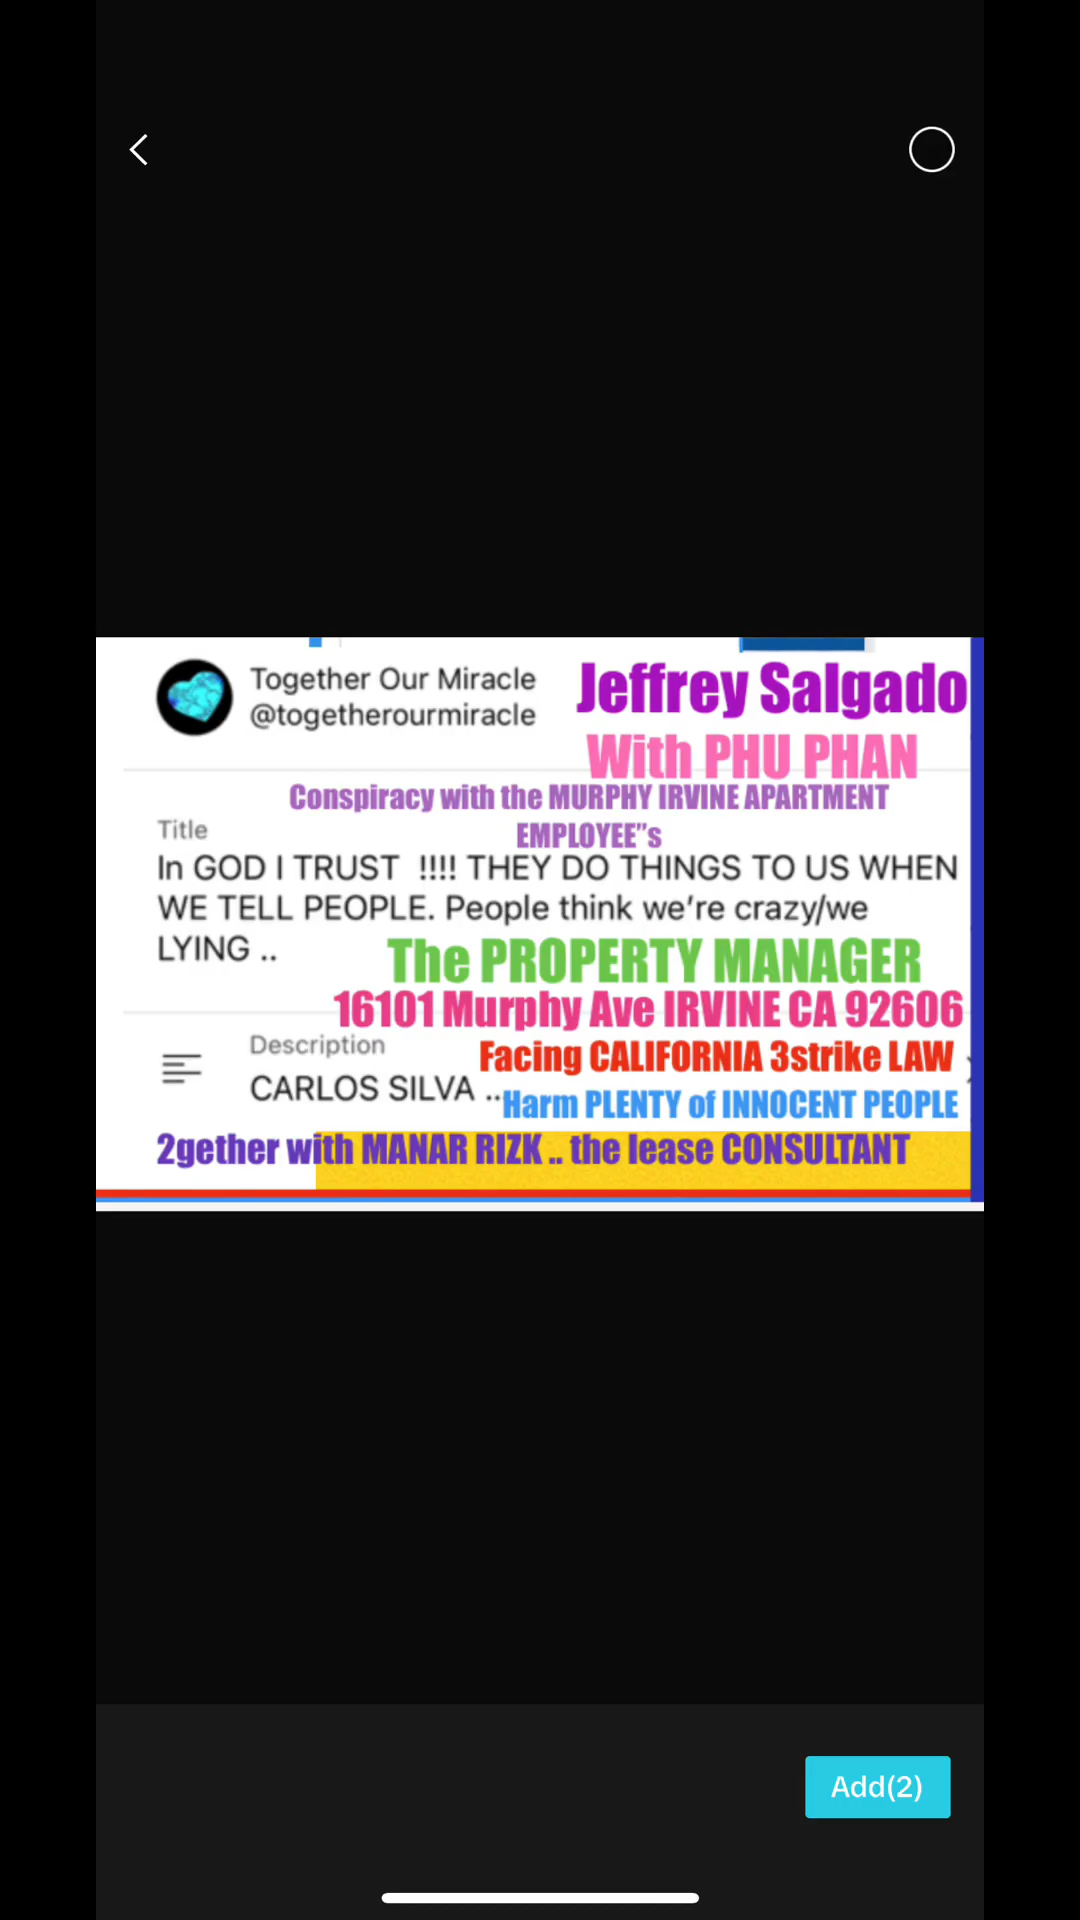 Together Our Miracle
@togetherourmiracle
Jeffrey Salgado
With PHU PHAN
Conspiracy with the MURPHY IRVINE APARTMENT
EMPLOYEE”s
Title
In GOD I TRUST !!!! THEY DO THINGS TO US WHEN
WE TELL PEOPLE. People think we’re crazy/we
LYING ..
The PROPERTY MANAGER
16101 Murphy Ave IRVINE CA 92606
Description
Facing CALIFORNIA 3strike LAW
CARLOS SILVA ..
Harm PLENTY of INNOCENT PEOPLE
2gether with MANAR RIZK .. the lease CONSULTANT
Add(2)